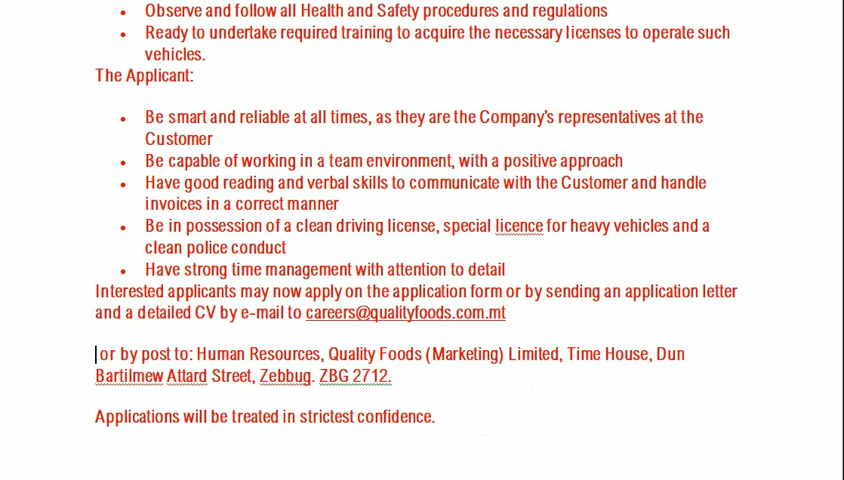 Observe and follow all Health and Safety procedures and regulations
Ready to undertake required training to acquire the necessary licenses to operate such
vehicles.
The Applicant:
Be smart and reliable at all times, as they are the Company's representatives at the
Customer
Be capable of working in a team environment, with a positive approach
Have good reading and verbal skills to communicate with the Customer and handle
invoices in a correct manner
Be in possession of a clean driving license, special licence for heavy vehicles and a
clean police conduct
Have strong time management with attention to detail
Interested applicants may now apply on the application form or by sending an application letter
and a detailed CV by e-mail to careers@qualityfoods.com.mt
or by post to: Human Resources, Quality Foods (Marketing) Limited, Time House, Dun
Bartilmew Attard Street, Zebbug. ZBG 2712.
Applications will be treated in strictest confidence.